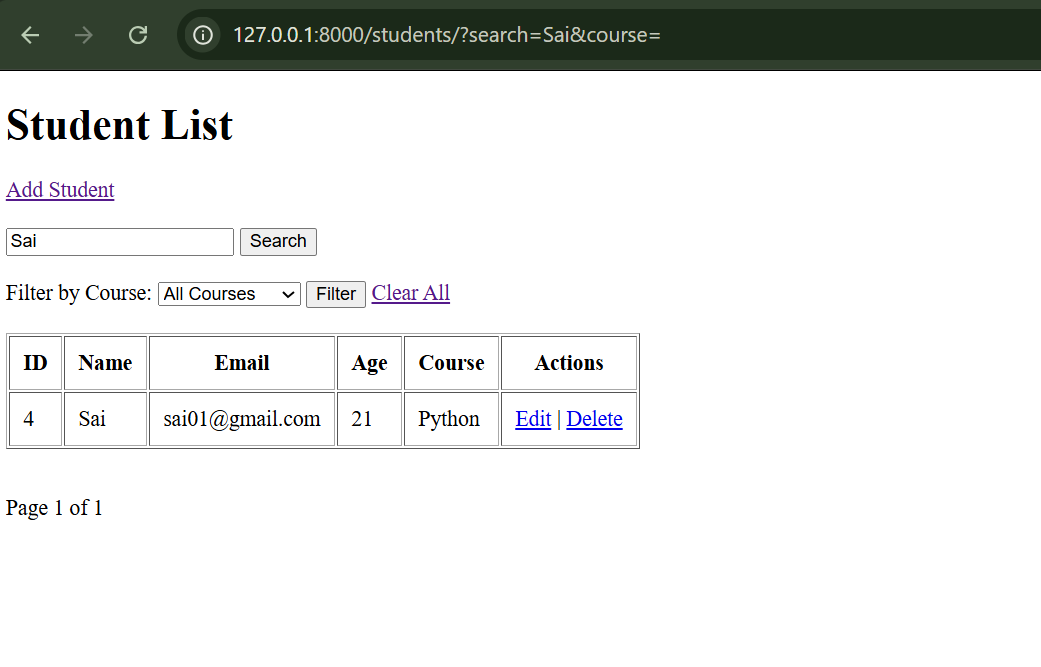 127.0.0.1:8000/students/?search=Sai&course=
Student List
Add Student
Sai Search
Filter by Course: All Courses Filter Clear All
ID Name Email Age Course Actions
4 Sai sai01@gmail.com 21 Python Edit | Delete
Page 1 of 1